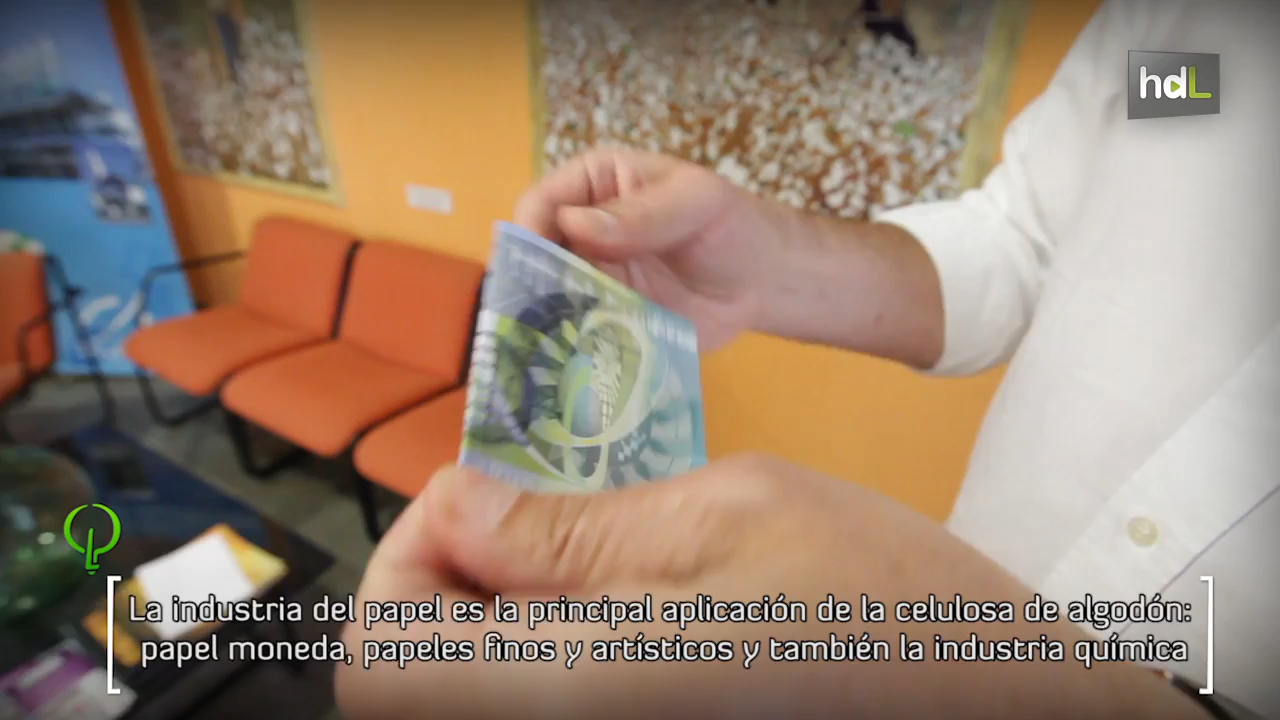 hdL
La industria del papel es la principal aplicación de la celulosa de algodón:
papel moneda, papeles finos y artísticos y también la industria química